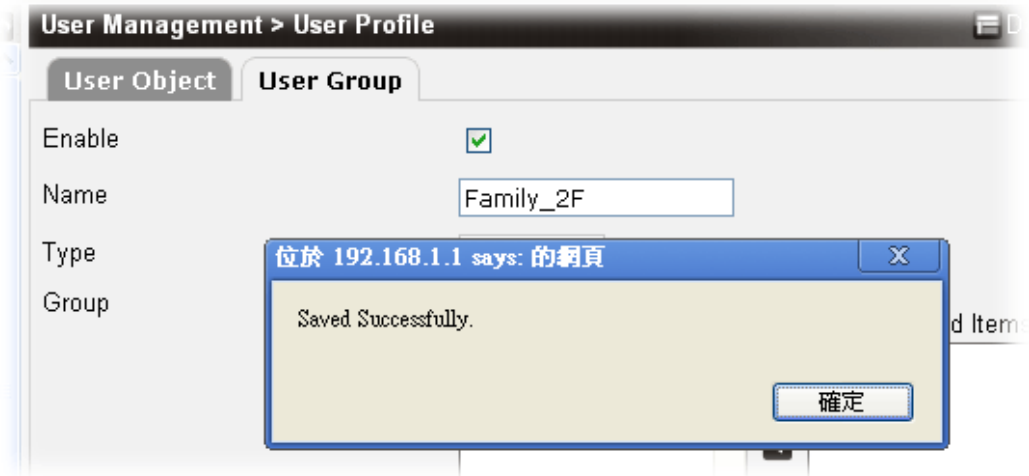 User Management > User Profile
User Object
User Group
Enable
Name
Family_2F
Type
Group
位於 192.168.1.1 says: 的網頁
Saved Successfully.
確定
d Items